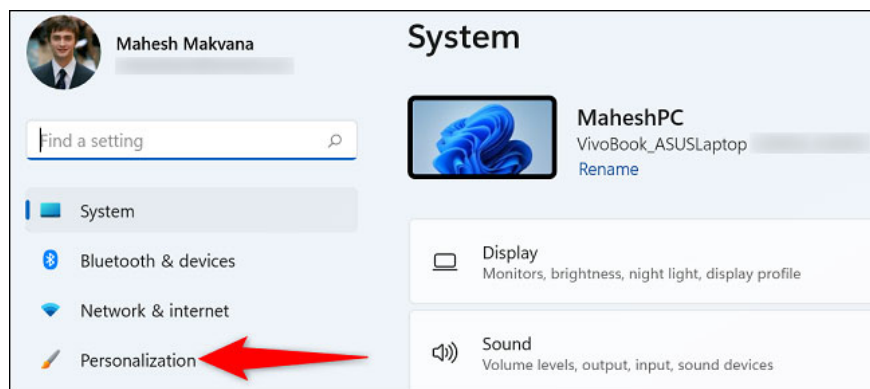 Mahesh Makvana
Find a setting
System
Bluetooth & devices
Network & internet
Personalization
System
MaheshPC
VivoBook_ASUSLaptop
Rename
Display
Monitors, brightness, night light, display profile
Sound
Volume levels, output, input, sound devices